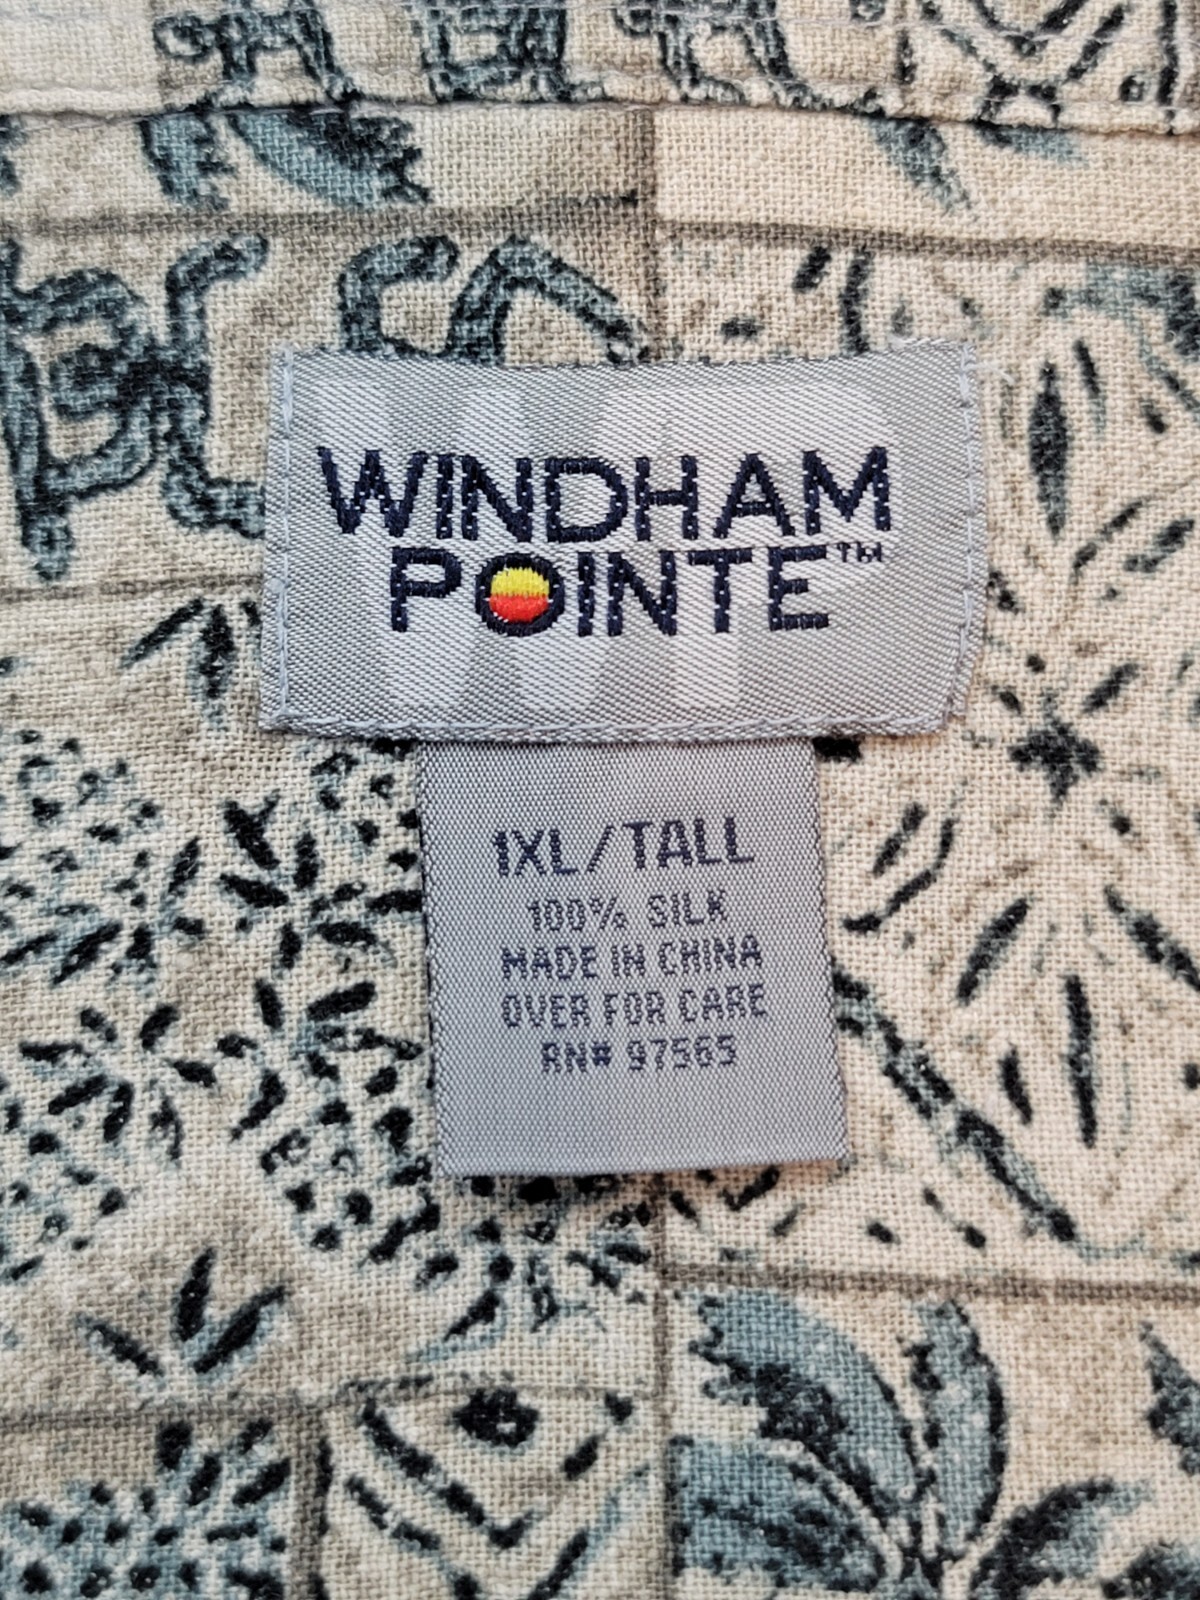 WINDHAM
POINTE™
1XL/TALL
100% SILK
MADE IN CHINA
OVER FOR CARE
RN# 97565